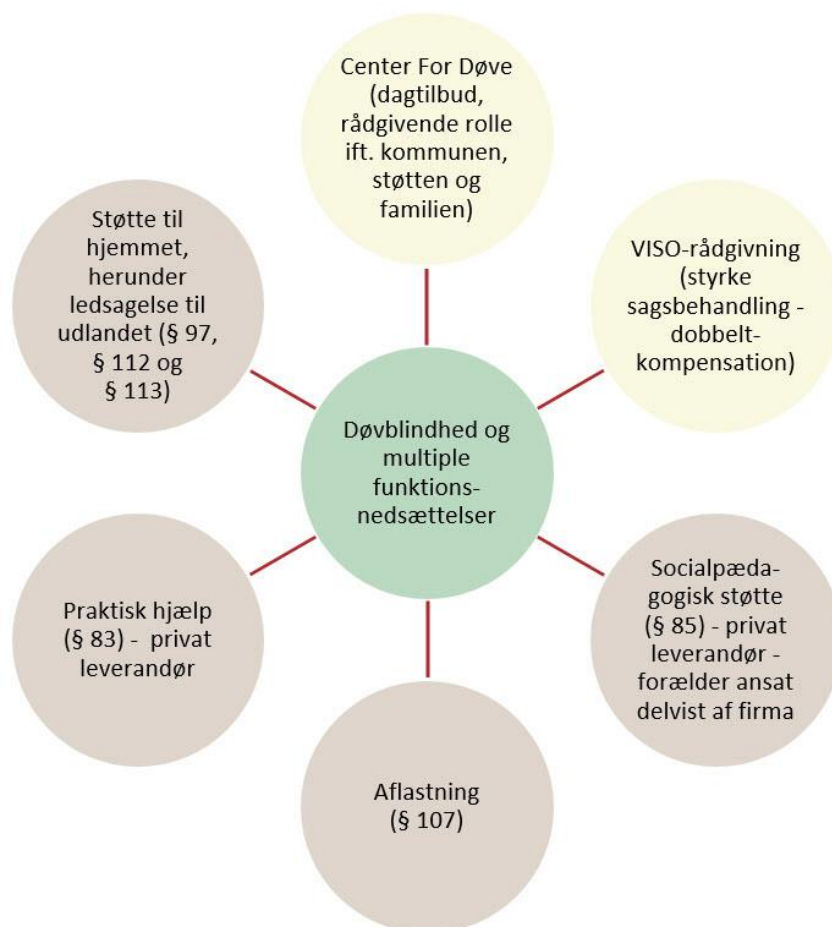 Center For Døve
(dagtilbud,
rådgivende rolle
ift. kommunen,
støtten og
familien)
VISO-rådgivning
(styrke
sagsbehandling -
dobbelt-
kompensation)
Socialpæda-
gogisk støtte
(§ 85) - privat
leverandør -
forælder ansat
delvist af firma
Aflastning
(§ 107)
Praktisk hjælp
(§ 83) -  privat
leverandør
Støtte til
hjemmet,
herunder
ledsagelse til
udlandet (§ 97,
§ 112 og
§ 113)
Døvblindhed og
multiple
funktions-
nedsættelser